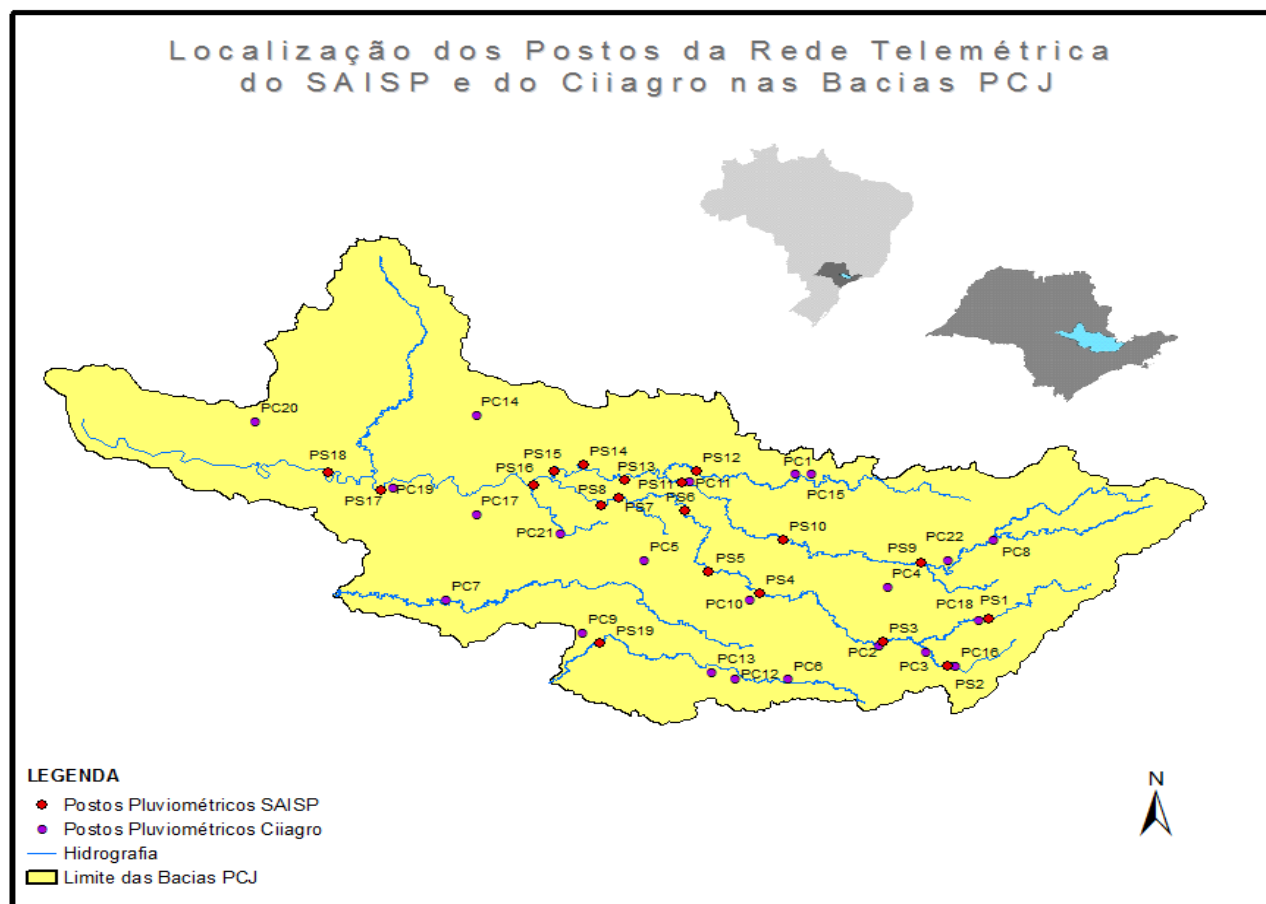 Localização dos Postos da Rede Telemétrica
do SAISP e do Ciiagro nas Bacias PCJ
PC20
PC14
PS18
PS15
PS14
PS16
PS13
PS12
PS11
PC11
PC1
PC15
PS17
PC19
PC17
PS8
PS7
PS6
PC21
PC5
PS10
PS9
PC22
PC8
PS5
PC4
PC7
PC10
PS4
PC18
PS1
PC9
PS19
PS3
PC2
PC3
PC16
PS2
PC13
PC12
PC6
N
LEGENDA
Postos Pluviométricos SAISP
Postos Pluviométricos Ciiagro
Hidrografia
Limite das Bacias PCJ